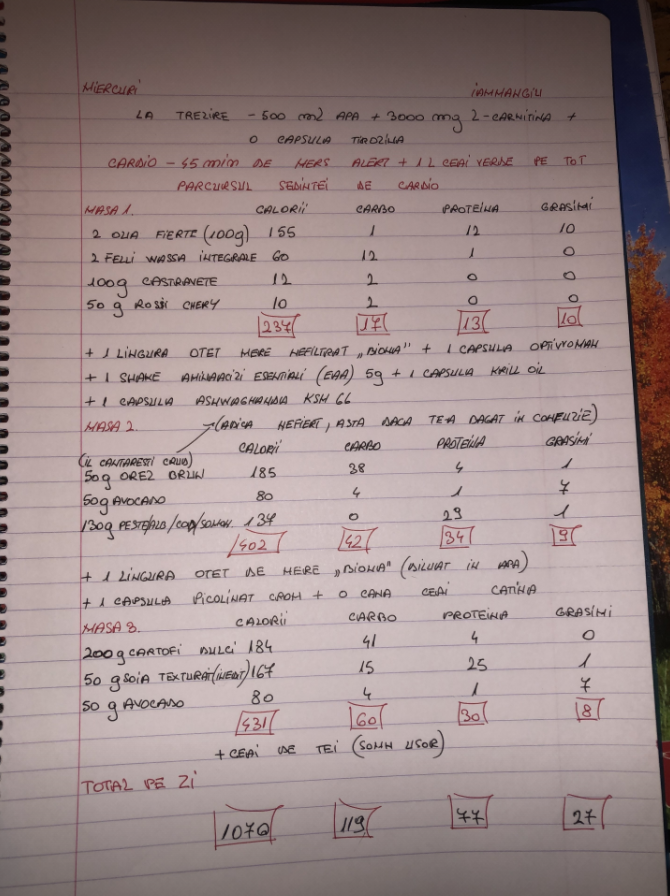 MIERCURI IAMMANGIU
LA TREZIRE - 500 ml APA + 3000 mg L-CARNITINA +
O CAPSULA TIROZINA
CARDIO - 45 min DE MERS ALERT + 1 L CEAI VERDE PE TOT
PARCURSUL SEDINTEI DE CARDIO
MASA 1. CALORII CARBO PROTEINA GRASIMI
2 OUA FIERTE (100g) 155 1 12 10
2 FELII WASSA INTEGRALE 60 12 1 0
100g CASTRAVETE 12 2 0 0
50 g ROSII CHERY 10 2 0 0
237 17 13 10
+ 1 LINGURA OTET MERE NEFILTRAT „BIONA" + 1 CAPSULA OPTIWOMAN
+ 1 SHAKE AMINOACIZI ESENTIALI (EAA) 5g + 1 CAPSULA KRILL OIL
+ 1 CAPSULA ASHWAGHANDA KSM 66
MASA 2. (ADICA NEFIERT, ASTA DACA TE-A BAGAT IN CONFUZIE)
CALORII CARBO PROTEINA GRASIMI
(IL CANTARESTI CRUD)
50g OREZ BRUN 185 38 4 1
50g AVOCADO 80 4 1 7
130g PESTE/ALB/COD/SOMON 137 0 29 1
402 42 34 9
+ 1 LINGURA OTET DE MERE „BIONA" (DILUAT IN APA)
+ 1 CAPSULA PICOLINAT CROM + O CANA CEAI CATINA
MASA 3. CALORII CARBO PROTEINA GRASIMI
200g CARTOFI DULCI 184 41 4 0
50 g SOIA TEXTURAT (INEDIT) 167 15 25 1
50 g AVOCADO 80 4 1 7
431 60 30 8
+ CEAI DE TEI (SOMN USOR)
TOTAL PE ZI
1070 119 77 27